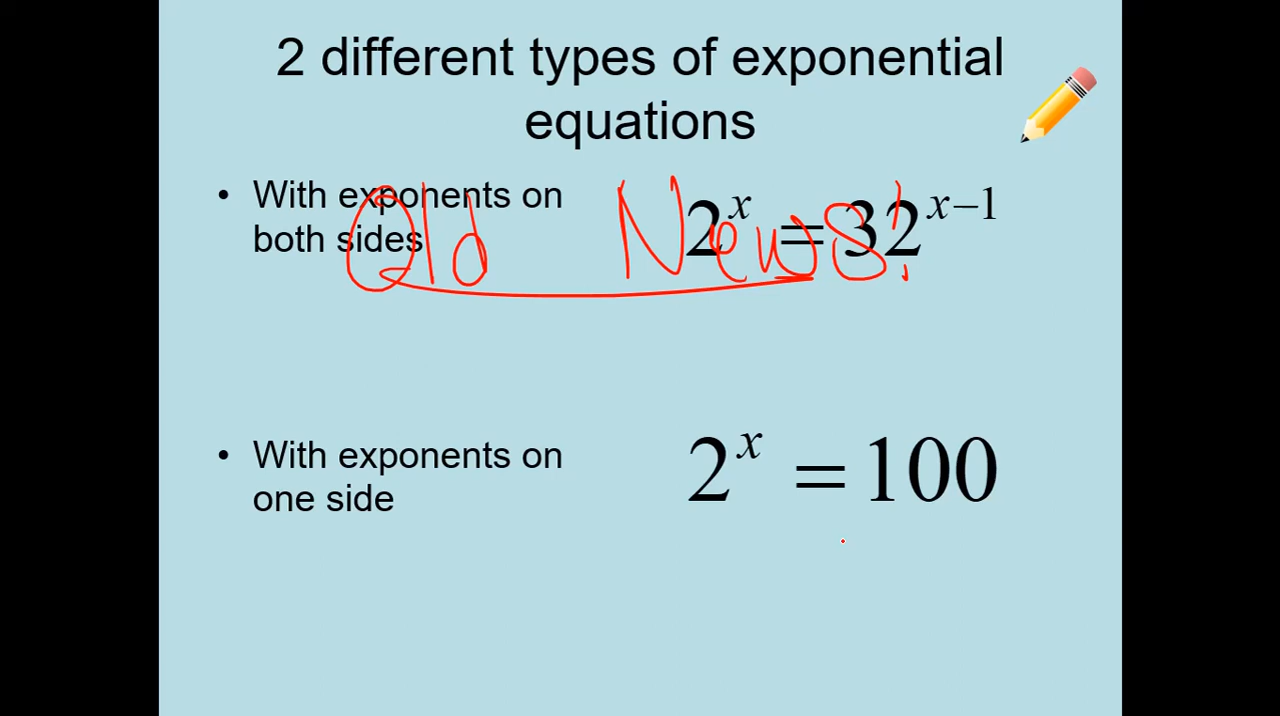 2 different types of exponential
equations
• With exponents on
both sides
2^x = 32^{x-1}
Old News!
• With exponents on
one side
2^x = 100